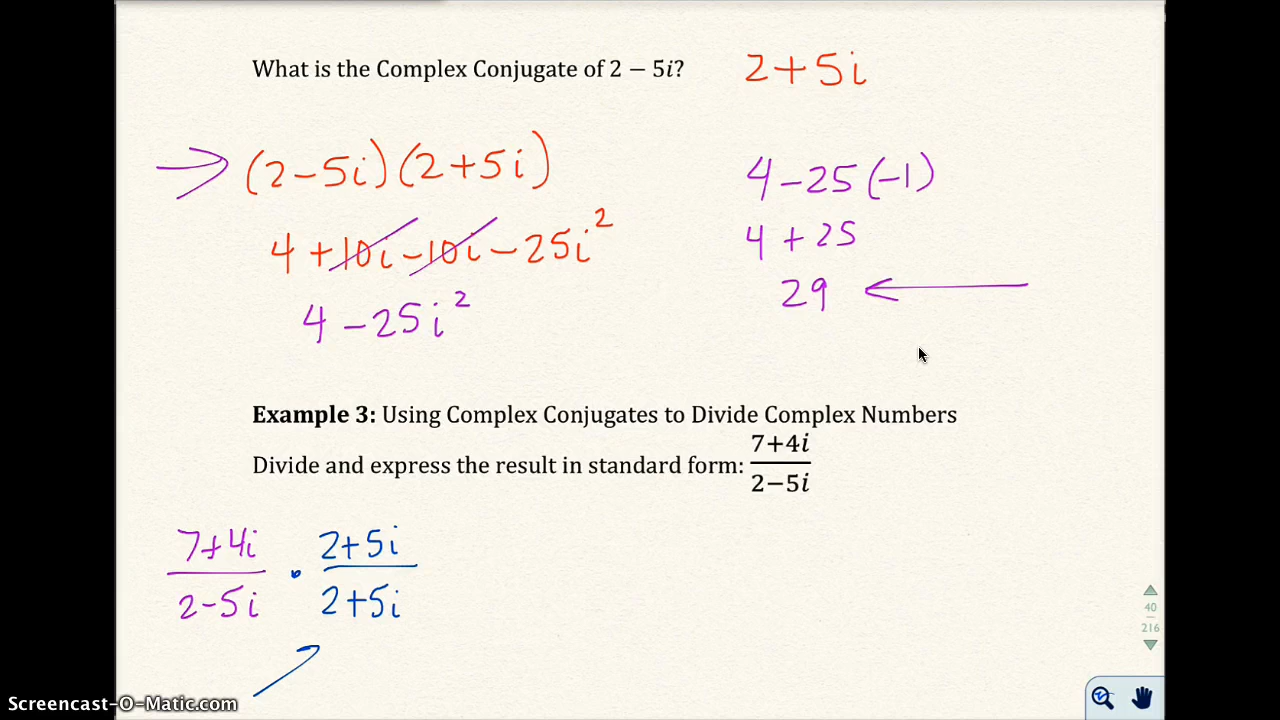 What is the Complex Conjugate of 2 − 5i? 2+5i
(2-5i)(2+5i)
4+10i-10i-25i²
4-25i²
4-25(-1)
4+25
29
Example 3: Using Complex Conjugates to Divide Complex Numbers
Divide and express the result in standard form: 7+4i
2−5i
7+4i · 2+5i
2-5i 2+5i
40
216
Screencast-O-Matic.com